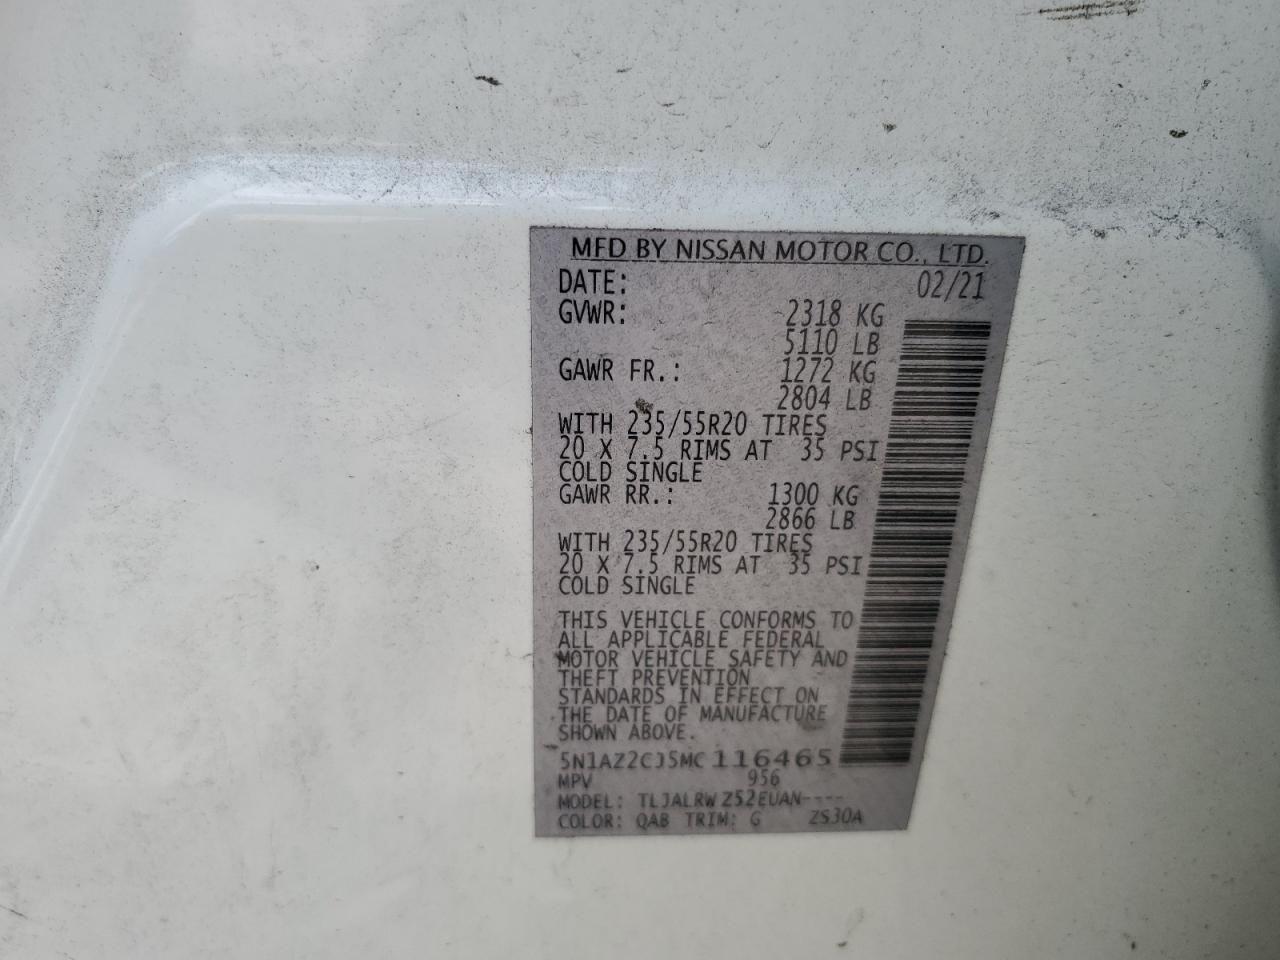 MFD BY NISSAN MOTOR CO., LTD.
DATE: 02/21
GVWR: 2318 KG
5110 LB
GAWR FR.: 1272 KG
2804 LB
WITH 235/55R20 TIRES
20 X 7.5 RIMS AT 35 PSI
COLD SINGLE
GAWR RR.: 1300 KG
2866 LB
WITH 235/55R20 TIRES
20 X 7.5 RIMS AT 35 PSI
COLD SINGLE
THIS VEHICLE CONFORMS TO
ALL APPLICABLE FEDERAL
MOTOR VEHICLE SAFETY AND
THEFT PREVENTION
STANDARDS IN EFFECT ON
THE DATE OF MANUFACTURE
SHOWN ABOVE.
5N1AZ2CJ5MC116465
MPV 956
MODEL: TLJALRWZ52EUAN----
COLOR: QAB TRIM: G ZS30A